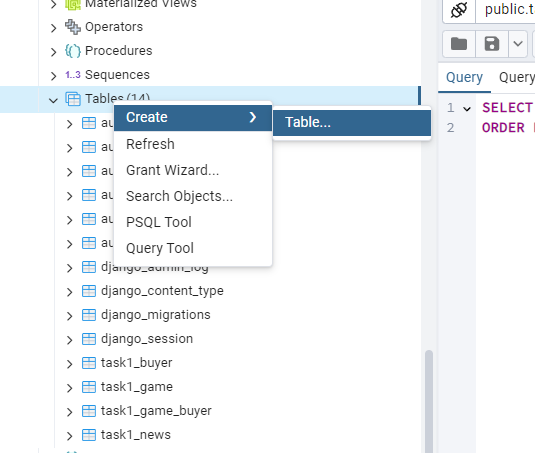 Materialized Views
public.t
Operators
Procedures
1..3 Sequences
Query Query
Tables (14)
1 SELECT
2 ORDER
Create
Table...
Refresh
Grant Wizard...
Search Objects...
PSQL Tool
Query Tool
au
au
au
au
au
au
django_admin_log
django_content_type
django_migrations
django_session
task1_buyer
task1_game
task1_game_buyer
task1_news